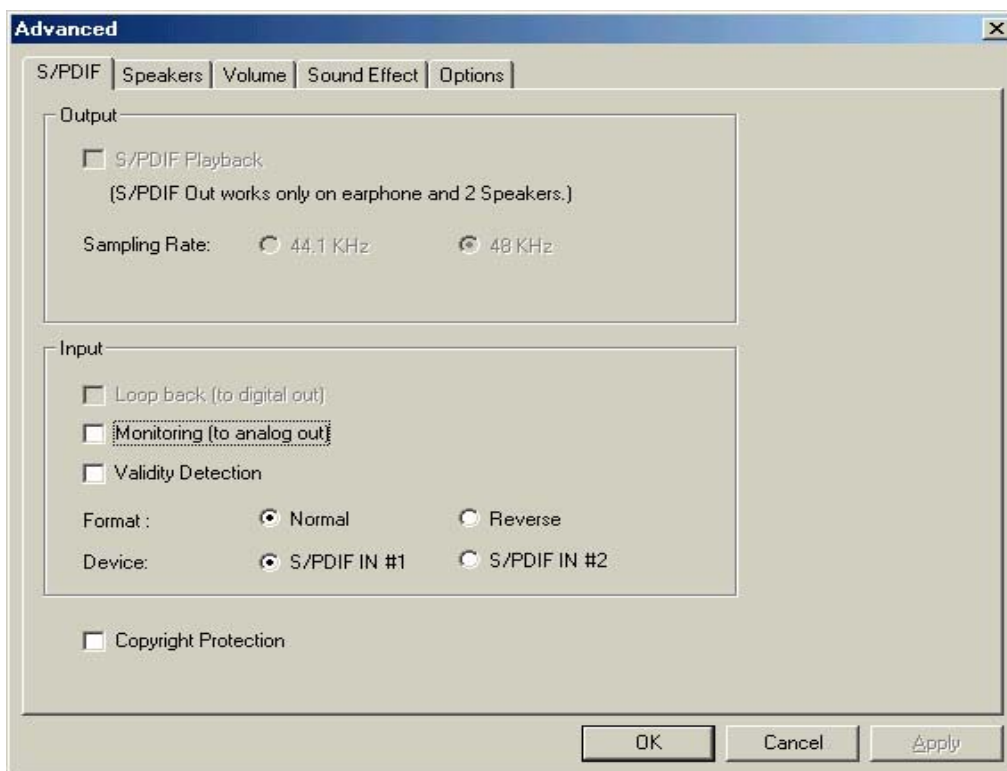 Advanced
S/PDIF Speakers Volume Sound Effect Options
Output
S/PDIF Playback
(S/PDIF Out works only on earphone and 2 Speakers.)
Sampling Rate: 44.1 KHz 48 KHz
Input
Loop back (to digital out)
Monitoring (to analog out)
Validity Detection
Format : Normal Reverse
Device: S/PDIF IN #1 S/PDIF IN #2
Copyright Protection
OK Cancel Apply